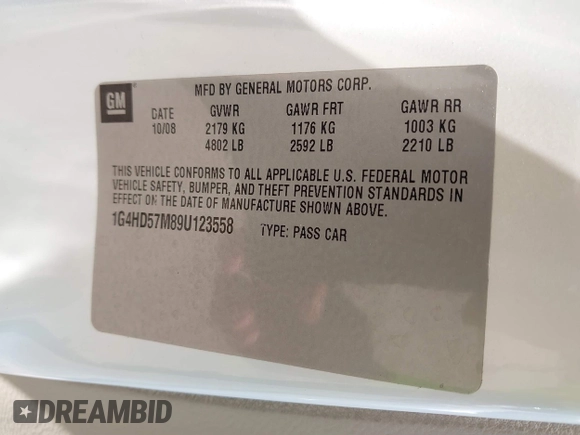 GM
MFD BY GENERAL MOTORS CORP.
DATE GVWR GAWR FRT GAWR RR
10/08 2179 KG 1176 KG 1003 KG
4802 LB 2592 LB 2210 LB
THIS VEHICLE CONFORMS TO ALL APPLICABLE U.S. FEDERAL MOTOR
VEHICLE SAFETY, BUMPER, AND THEFT PREVENTION STANDARDS IN
EFFECT ON THE DATE OF MANUFACTURE SHOWN ABOVE.
1G4HD57M89U123558 TYPE: PASS CAR
DREAMBID